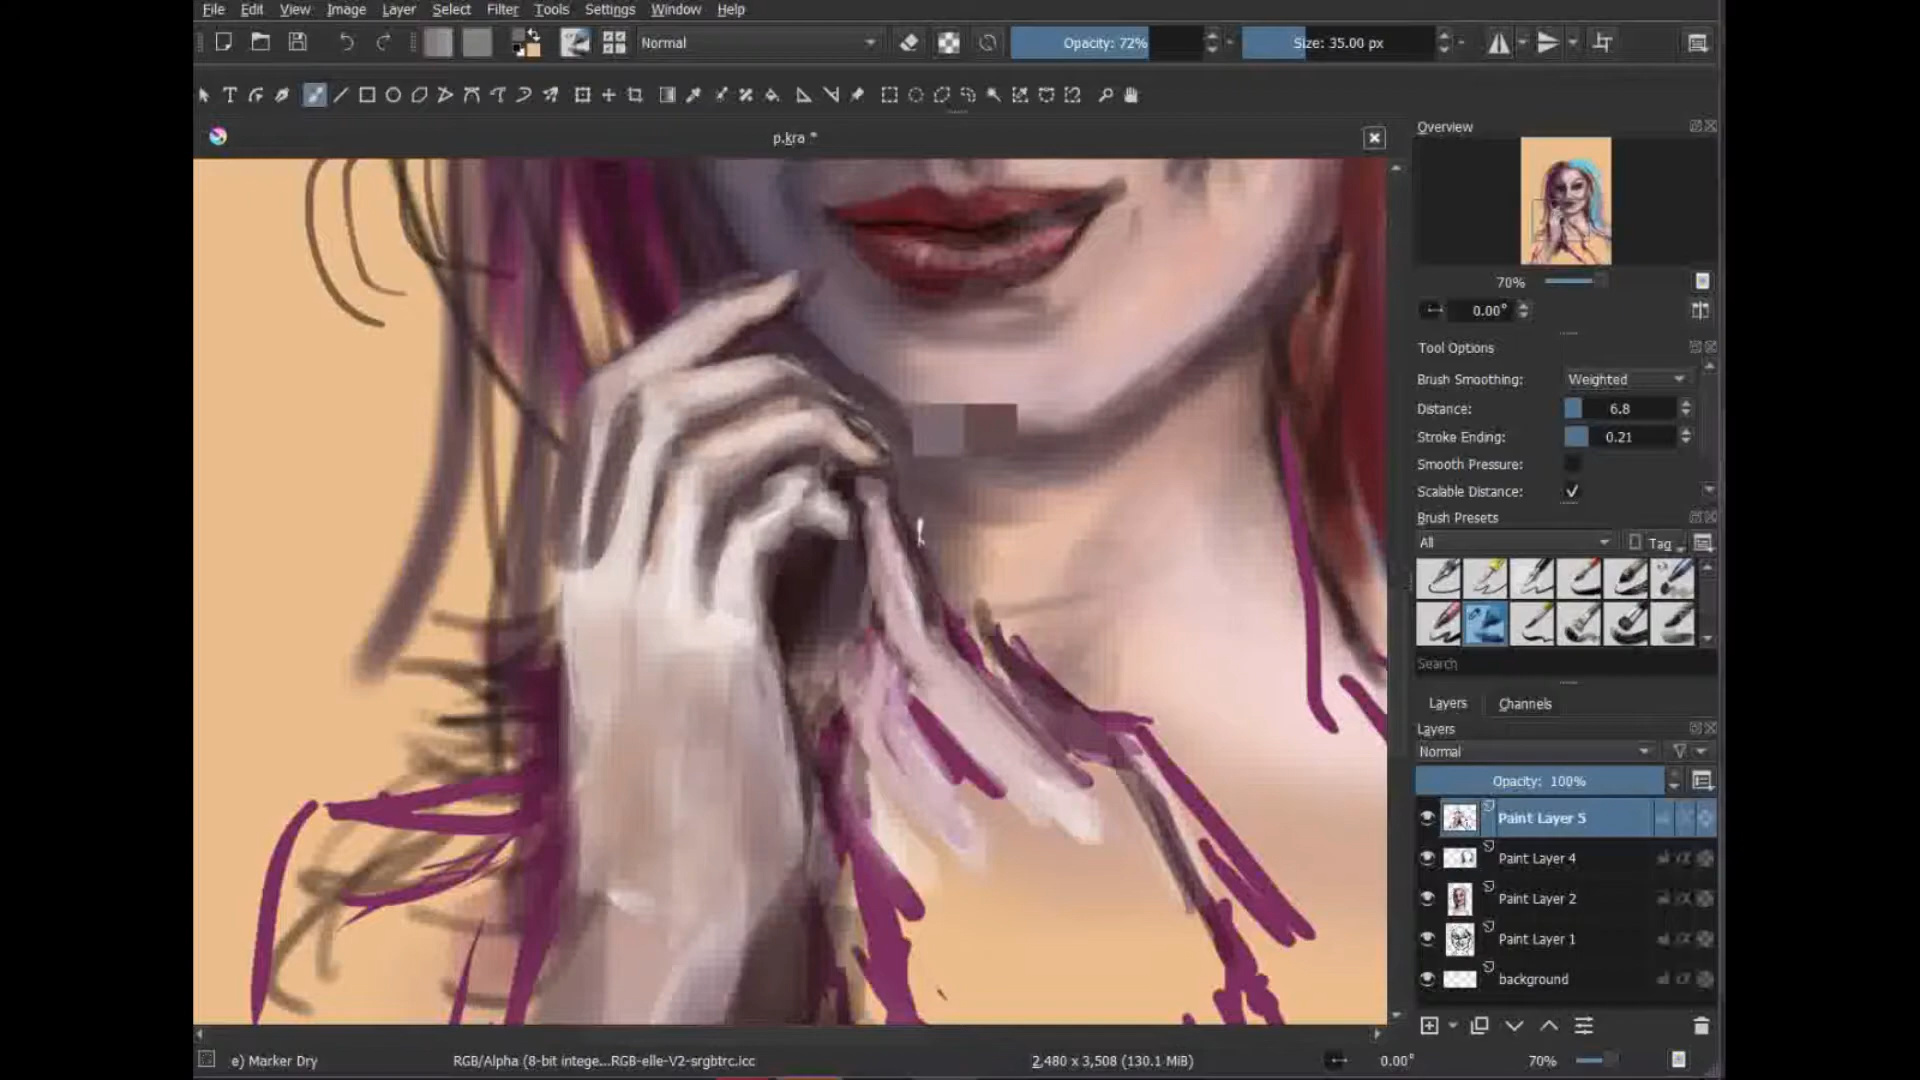 File Edit View Image Layer Select Filter Tools Settings Window Help
Normal Opacity: 72% Size: 35.00 px
p.kra *
Overview
70%
0.00°
Tool Options
Brush Smoothing: Weighted
Distance: 6.8
Stroke Ending: 0.21
Smooth Pressure:
Scalable Distance:
Brush Presets
All Tag
Search
Layers Channels
Layers
Normal
Opacity: 100%
Paint Layer 5
Paint Layer 4
Paint Layer 2
Paint Layer 1
background
e) Marker Dry RGB/Alpha (8-bit intege...RGB-elle-V2-srgbtrc.icc 2,480 x 3,508 (130.1 MiB) 0.00° 70%